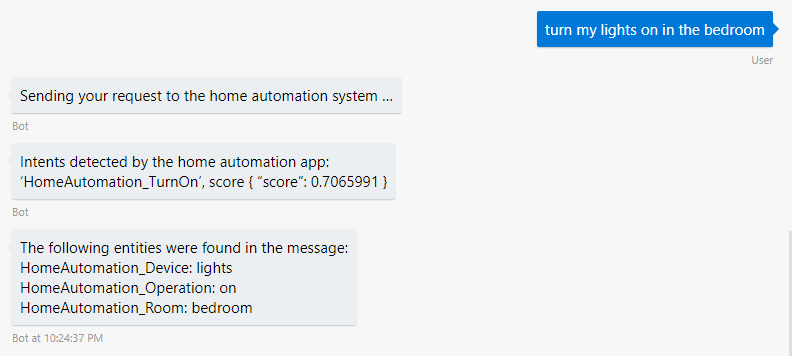 turn my lights on in the bedroom
User
Sending your request to the home automation system ...
Bot
Intents detected by the home automation app:
‘HomeAutomation_TurnOn’, score { “score”: 0.7065991 }
Bot
The following entities were found in the message:
HomeAutomation_Device: lights
HomeAutomation_Operation: on
HomeAutomation_Room: bedroom
Bot at 10:24:37 PM